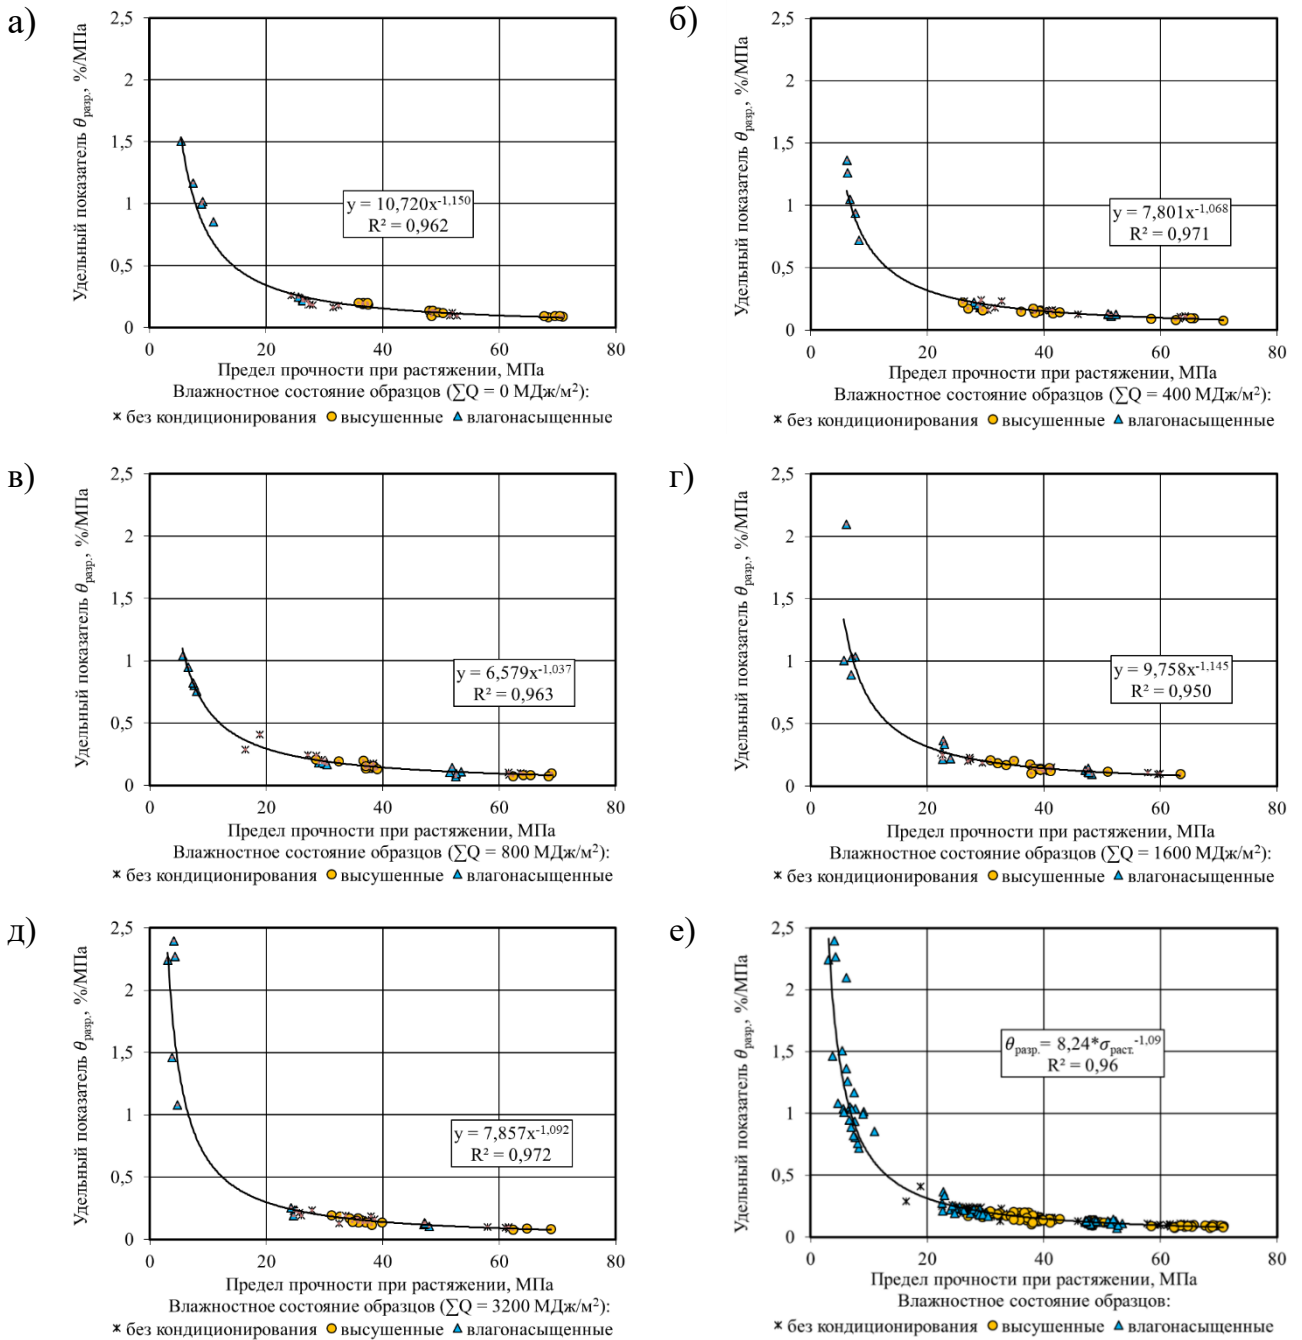 а)
Удельный показатель θразр., %/МПа
2,5
2
1,5
1
0,5
0
y = 10,720x^-1,150
R² = 0,962
0 20 40 60 80
Предел прочности при растяжении, МПа
Влажностное состояние образцов (∑Q = 0 МДж/м²):
без кондиционирования высушенные влагонасыщенные
б)
Удельный показатель θразр., %/МПа
2,5
2
1,5
1
0,5
0
y = 7,801x^-1,068
R² = 0,971
0 20 40 60 80
Предел прочности при растяжении, МПа
Влажностное состояние образцов (∑Q = 400 МДж/м²):
без кондиционирования высушенные влагонасыщенные
в)
Удельный показатель θразр., %/МПа
2,5
2
1,5
1
0,5
0
y = 6,579x^-1,037
R² = 0,963
0 20 40 60 80
Предел прочности при растяжении, МПа
Влажностное состояние образцов (∑Q = 800 МДж/м²):
без кондиционирования высушенные влагонасыщенные
г)
Удельный показатель θразр., %/МПа
2,5
2
1,5
1
0,5
0
y = 9,758x^-1,145
R² = 0,950
0 20 40 60 80
Предел прочности при растяжении, МПа
Влажностное состояние образцов (∑Q = 1600 МДж/м²):
без кондиционирования высушенные влагонасыщенные
д)
Удельный показатель θразр., %/МПа
2,5
2
1,5
1
0,5
0
y = 7,857x^-1,092
R² = 0,972
0 20 40 60 80
Предел прочности при растяжении, МПа
Влажностное состояние образцов (∑Q = 3200 МДж/м²):
без кондиционирования высушенные влагонасыщенные
е)
Удельный показатель θразр., %/МПа
2,5
2
1,5
1
0,5
0
θразр.= 8,24*σраст.^-1,09
R² = 0,96
0 20 40 60 80
Предел прочности при растяжении, МПа
Влажностное состояние образцов:
без кондиционирования высушенные влагонасыщенные